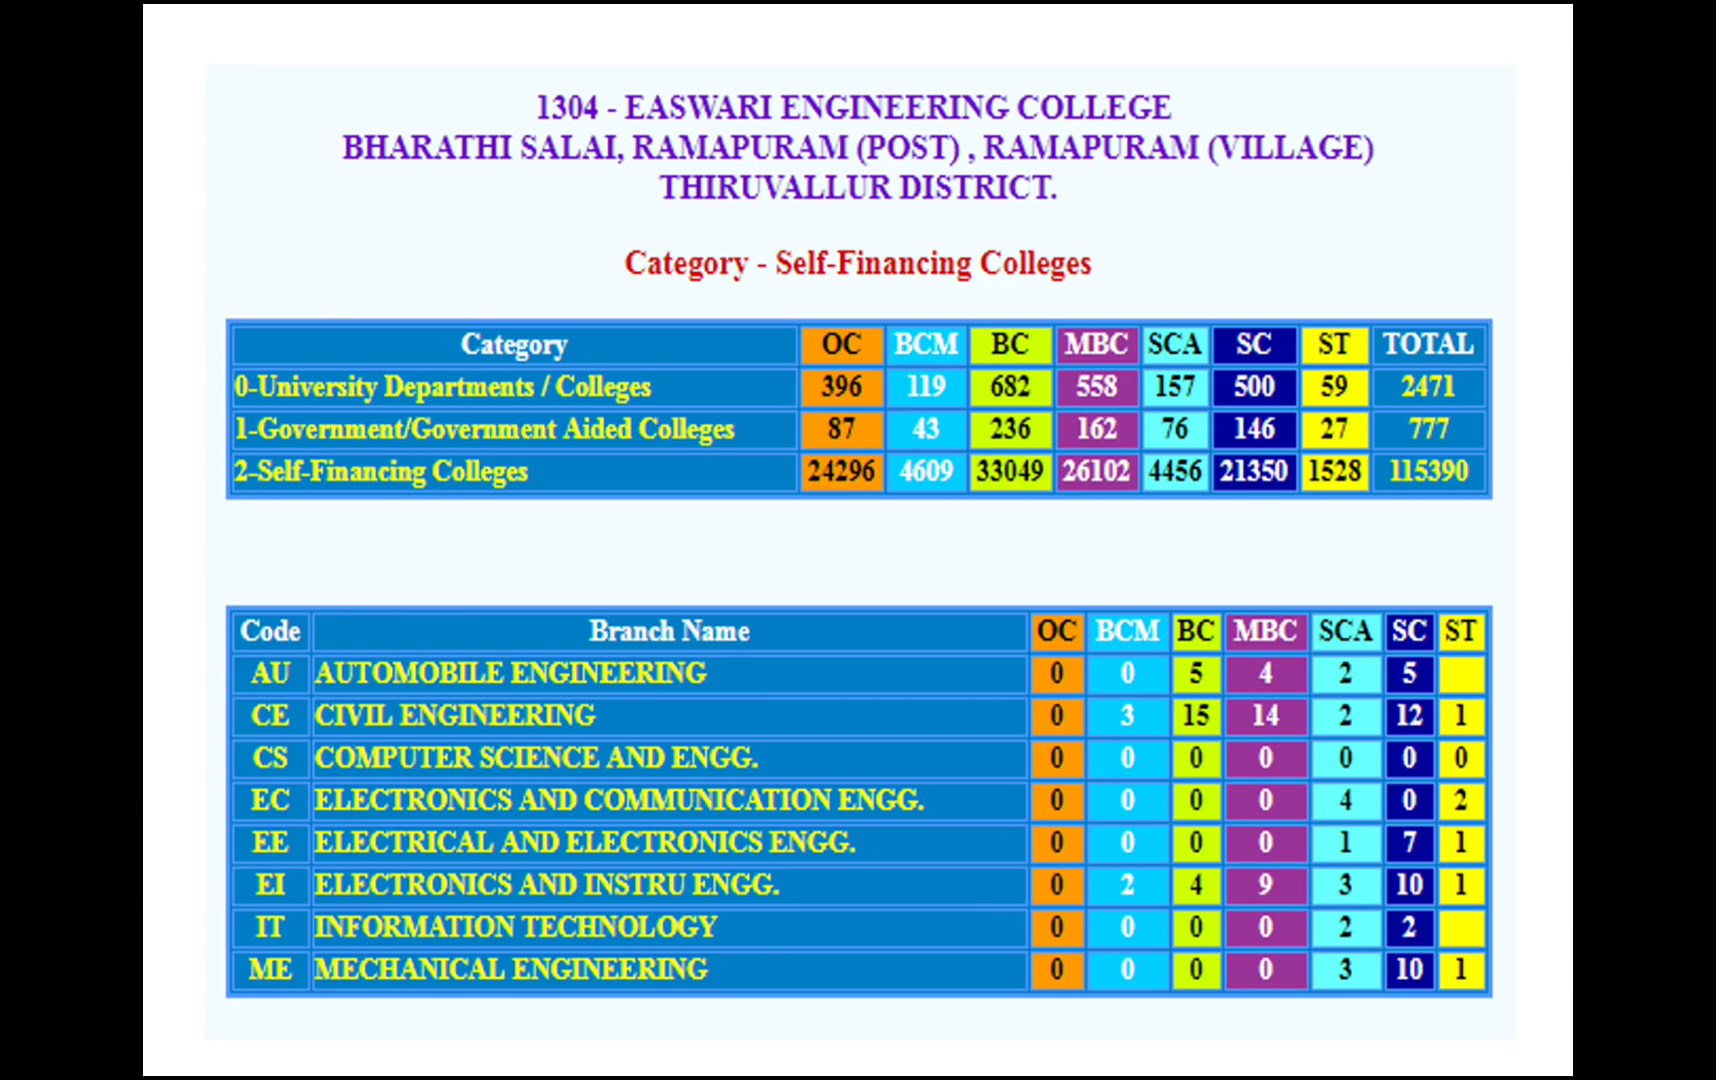 1304 - EASWARI ENGINEERING COLLEGE
BHARATHI SALAI, RAMAPURAM (POST) , RAMAPURAM (VILLAGE)
THIRUVALLUR DISTRICT.
Category - Self-Financing Colleges
Category OC BCM BC MBC SCA SC ST TOTAL
0-University Departments / Colleges 396 119 682 558 157 500 59 2471
1-Government/Government Aided Colleges 87 43 236 162 76 146 27 777
2-Self-Financing Colleges 24296 4609 33049 26102 4456 21350 1528 115390
Code Branch Name OC BCM BC MBC SCA SC ST
AU AUTOMOBILE ENGINEERING 0 0 5 4 2 5
CE CIVIL ENGINEERING 0 3 15 14 2 12 1
CS COMPUTER SCIENCE AND ENGG. 0 0 0 0 0 0 0
EC ELECTRONICS AND COMMUNICATION ENGG. 0 0 0 0 4 0 2
EE ELECTRICAL AND ELECTRONICS ENGG. 0 0 0 0 1 7 1
EI ELECTRONICS AND INSTRU ENGG. 0 2 4 9 3 10 1
IT INFORMATION TECHNOLOGY 0 0 0 0 2 2
ME MECHANICAL ENGINEERING 0 0 0 0 3 10 1